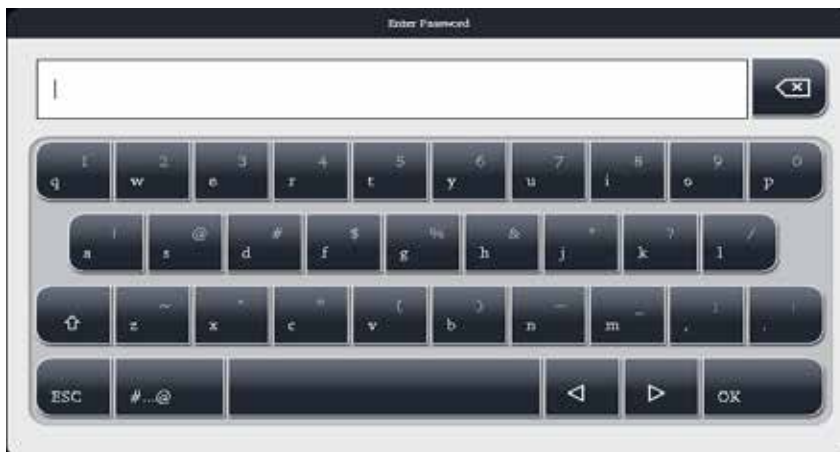 Enter Password
1 2 3 4 5 6 7 8 9 0
q w e r t y u i o p
! @ # $ % & * ? /
a s d f g h j k l
~ ( ) _
z x c v b n m , .
ESC #...@ OK